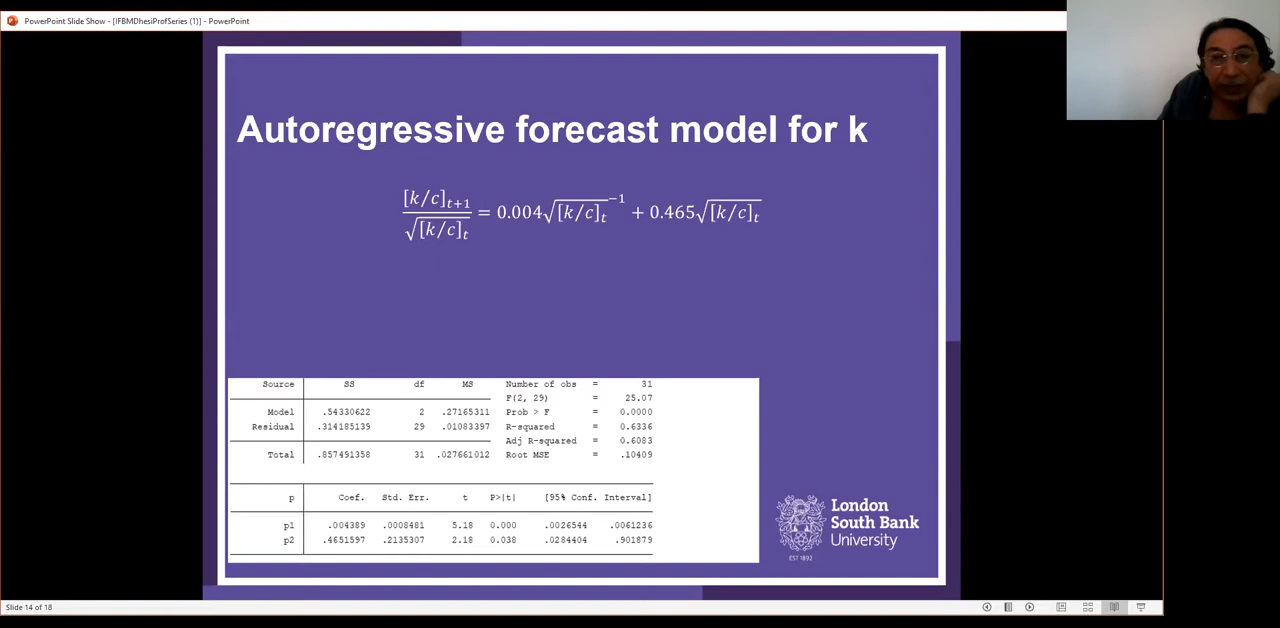 PowerPoint Slide Show - [IFBMDhesiProfSeries (1)] - PowerPoint
Autoregressive forecast model for k
[k/c]t+1 / √[k/c]t = 0.004√[k/c]t⁻¹ + 0.465√[k/c]t
Source SS df MS Number of obs = 31
F(2, 29) = 25.07
Model .54330622 2 .27165311 Prob > F = 0.0000
Residual .314185139 29 .01083397 R-squared = 0.6336
Adj R-squared = 0.6083
Total .857491358 31 .027661012 Root MSE = .10409
p Coef. Std. Err. t P>|t| [95% Conf. Interval]
p1 .004389 .0008481 5.18 0.000 .0026544 .0061236
p2 .4651597 .2135307 2.18 0.038 .0284404 .901879
London
South Bank
University
EST 1892
Slide 14 of 18